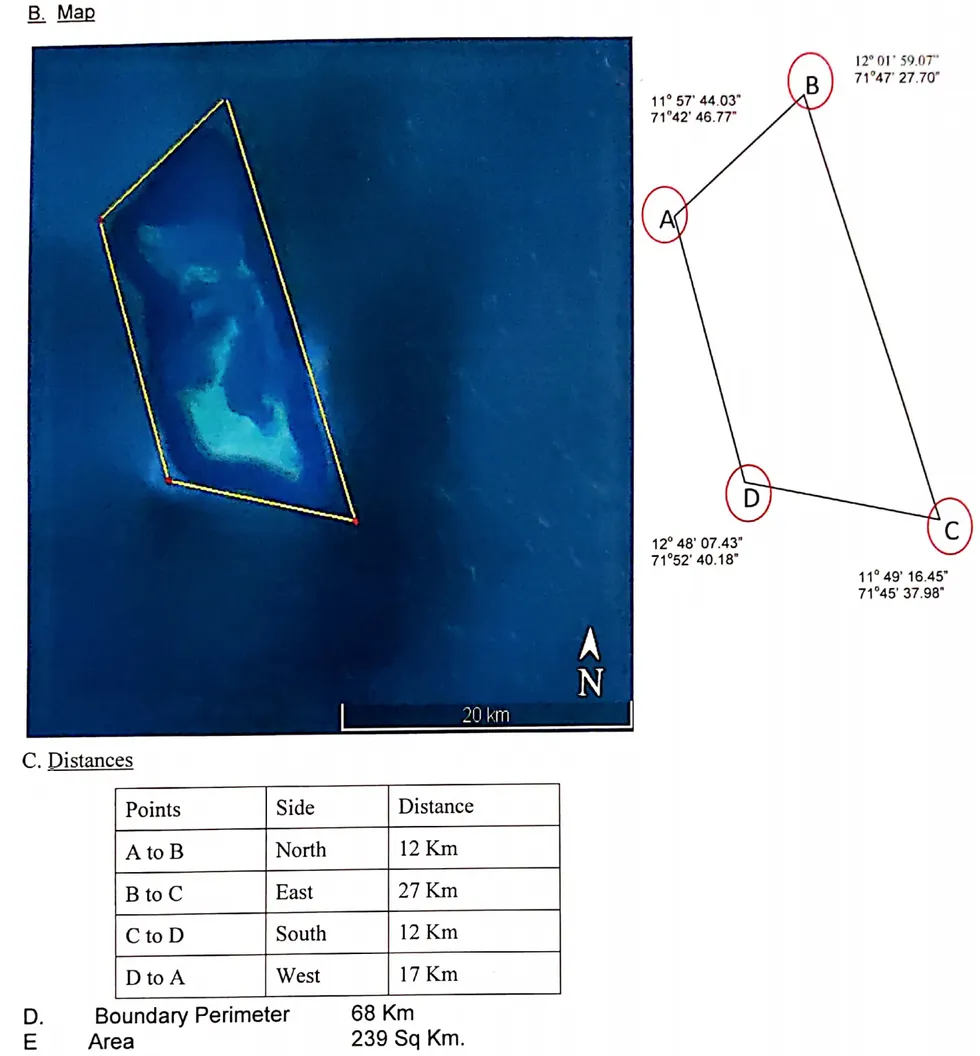 B. Map
12° 01' 59.07"
71°47' 27.70"
11° 57' 44.03"
71°42' 46.77"
B
A
D
C
12° 48' 07.43"
71°52' 40.18"
11° 49' 16.45"
71°45' 37.98"
N
20 km
C. Distances
Points Side Distance
A to B North 12 Km
B to C East 27 Km
C to D South 12 Km
D to A West 17 Km
D. Boundary Perimeter 68 Km
E Area 239 Sq Km.